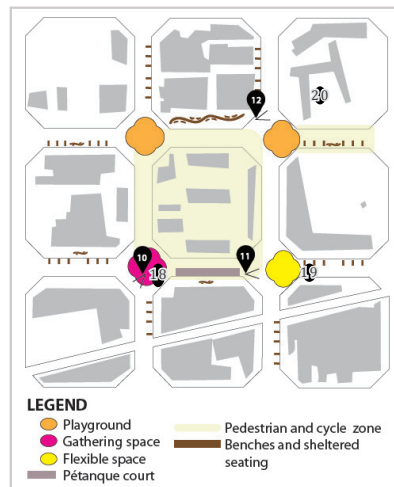 12
20
10
18
11
19
LEGEND
Playground
Gathering space
Flexible space
Pétanque court
Pedestrian and cycle zone
Benches and sheltered
seating